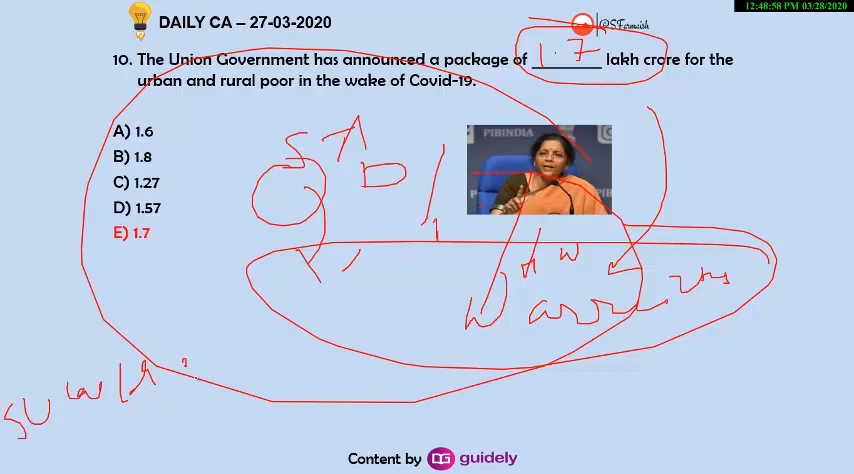 12:48:58 PM 03/28/2020
DAILY CA – 27-03-2020
@S.Farmaish
10. The Union Government has announced a package of ________ lakh crore for the
1.7
urban and rural poor in the wake of Covid-19.
A) 1.6
B) 1.8
C) 1.27
D) 1.57
E) 1.7
PIBINDIA
Content by guidely